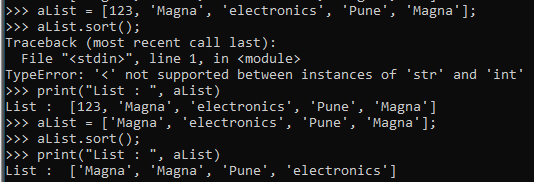 >>> aList = [123, 'Magna', 'electronics', 'Pune', 'Magna'];
>>> aList.sort();
Traceback (most recent call last):
  File "<stdin>", line 1, in <module>
TypeError: '<' not supported between instances of 'str' and 'int'
>>> print("List : ", aList)
List :  [123, 'Magna', 'electronics', 'Pune', 'Magna']
>>> aList = ['Magna', 'electronics', 'Pune', 'Magna'];
>>> aList.sort();
>>> print("List : ", aList)
List :  ['Magna', 'Magna', 'Pune', 'electronics']